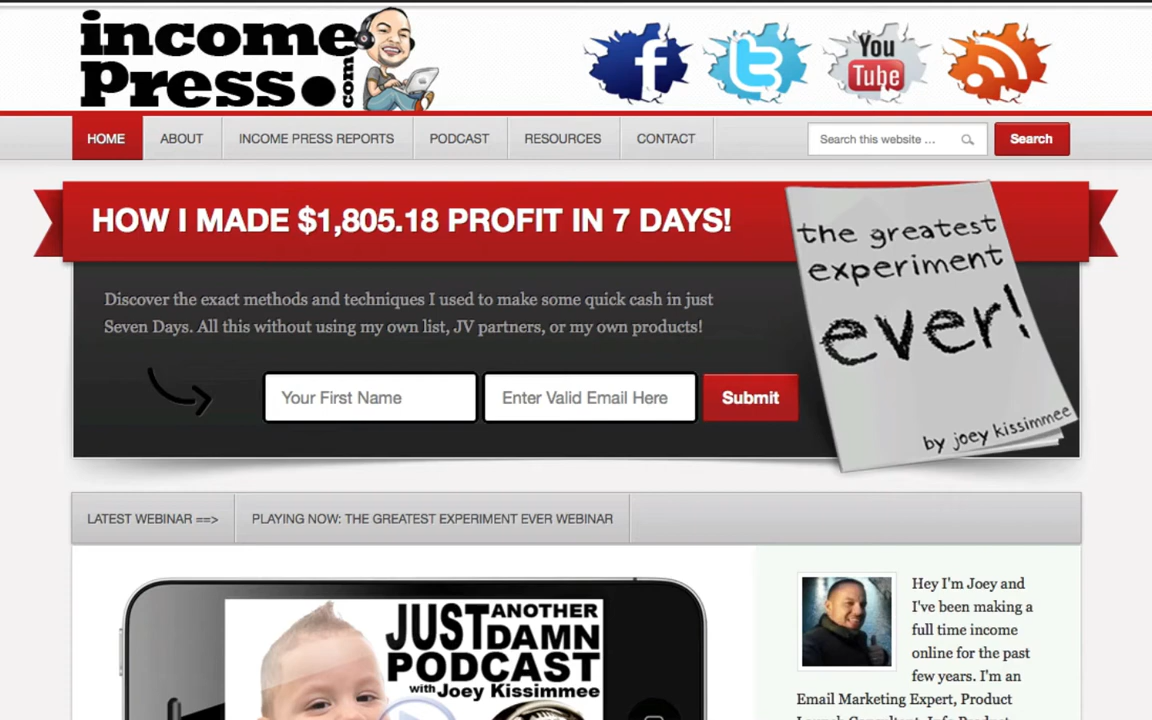 income
Press.com
f
t
You
Tube
HOME
ABOUT
INCOME PRESS REPORTS
PODCAST
RESOURCES
CONTACT
Search this website ...
Search
HOW I MADE $1,805.18 PROFIT IN 7 DAYS!
Discover the exact methods and techniques I used to make some quick cash in just
Seven Days. All this without using my own list, JV partners, or my own products!
Your First Name
Enter Valid Email Here
Submit
the greatest
experiment
ever!
by joey kissimmee
LATEST WEBINAR ==>
PLAYING NOW: THE GREATEST EXPERIMENT EVER WEBINAR
JUST ANOTHER
DAMN
PODCAST
with Joey Kissimmee
Hey I'm Joey and
I've been making a
full time income
online for the past
few years. I'm an
Email Marketing Expert, Product
Launch Consultant, Info Product